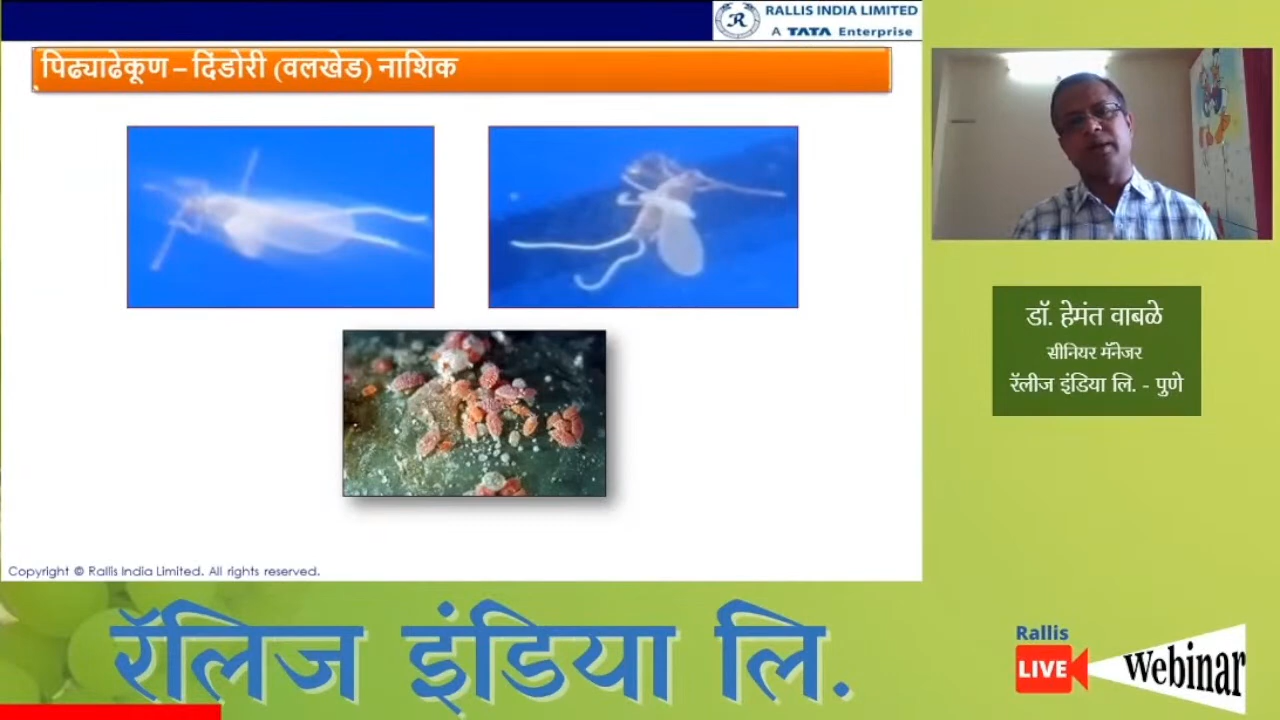 RALLIS INDIA LIMITED
A TATA Enterprise
पिढ्याढेकूण – दिंडोरी (वलखेड) नाशिक
डॉ. हेमंत वाबळे
सीनियर मॅनेजर
रॅलीज इंडिया लि. - पुणे
Copyright © Rallis India Limited. All rights reserved.
रॅलिज इंडिया लि.
Rallis
LIVE
Webinar